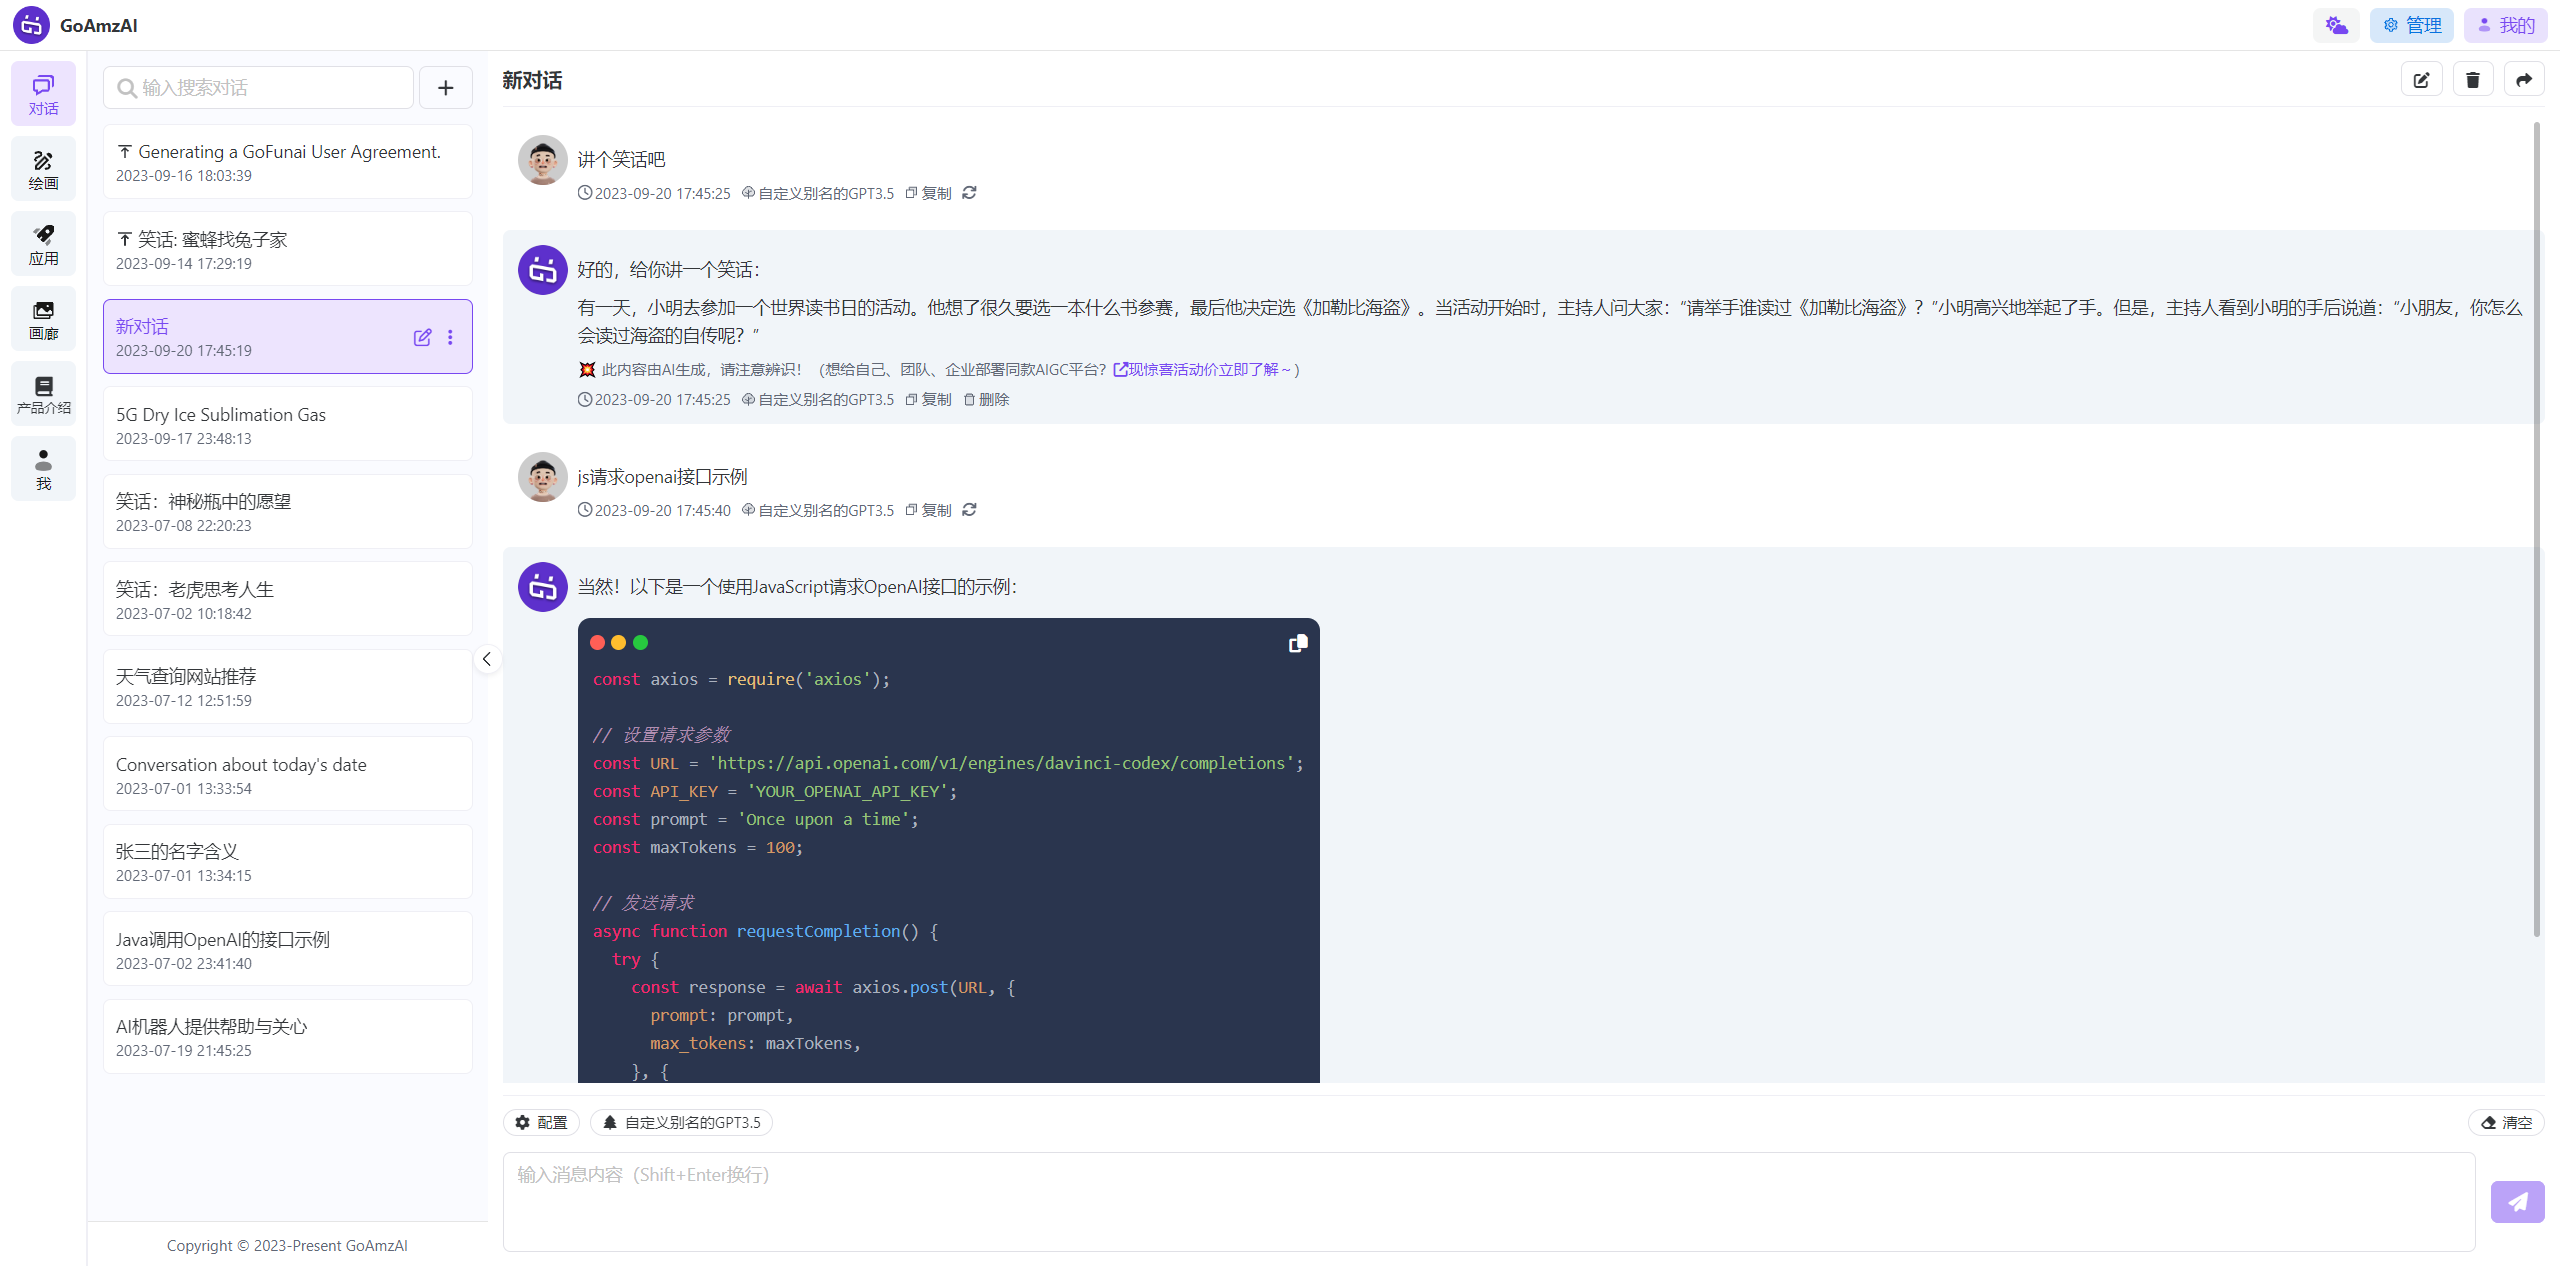 GoAmzAI
管理
我的
对话
绘画
应用
画廊
产品介绍
我
输入搜索对话
Generating a GoFunai User Agreement.
2023-09-16 18:03:39
笑话: 蜜蜂找兔子家
2023-09-14 17:29:19
新对话
2023-09-20 17:45:19
5G Dry Ice Sublimation Gas
2023-09-17 23:48:13
笑话：神秘瓶中的愿望
2023-07-08 22:20:23
笑话：老虎思考人生
2023-07-02 10:18:42
天气查询网站推荐
2023-07-12 12:51:59
Conversation about today's date
2023-07-01 13:33:54
张三的名字含义
2023-07-01 13:34:15
Java调用OpenAI的接口示例
2023-07-02 23:41:40
AI机器人提供帮助与关心
2023-07-19 21:45:25
Copyright © 2023-Present GoAmzAI
新对话
讲个笑话吧
2023-09-20 17:45:25 自定义别名的GPT3.5 复制
好的，给你讲一个笑话：
有一天，小明去参加一个世界读书日的活动。他想了很久要选一本什么书参赛，最后他决定选《加勒比海盗》。当活动开始时，主持人问大家：“请举手谁读过《加勒比海盗》？”小明高兴地举起了手。但是，主持人看到小明的手后说道：“小朋友，你怎么
会读过海盗的自传呢？”
此内容由AI生成，请注意辨识！（想给自己、团队、企业部署同款AIGC平台？现惊喜活动价立即了解～）
2023-09-20 17:45:25 自定义别名的GPT3.5 复制 删除
js请求openai接口示例
2023-09-20 17:45:40 自定义别名的GPT3.5 复制
当然！以下是一个使用JavaScript请求OpenAI接口的示例：
const axios = require('axios');
// 设置请求参数
const URL = 'https://api.openai.com/v1/engines/davinci-codex/completions';
const API_KEY = 'YOUR_OPENAI_API_KEY';
const prompt = 'Once upon a time';
const maxTokens = 100;
// 发送请求
async function requestCompletion() {
try {
const response = await axios.post(URL, {
prompt: prompt,
max_tokens: maxTokens,
}, {
配置
自定义别名的GPT3.5
清空
输入消息内容（Shift+Enter换行）